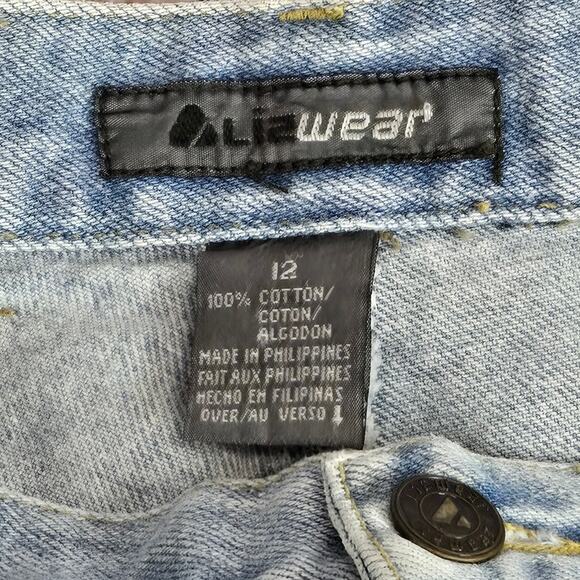 LIZwear
12
100% COTTON/
COTON/
ALGODON
MADE IN PHILIPPINES
FAIT AUX PHILIPPINES
HECHO EN FILIPINAS
OVER/AU VERSO